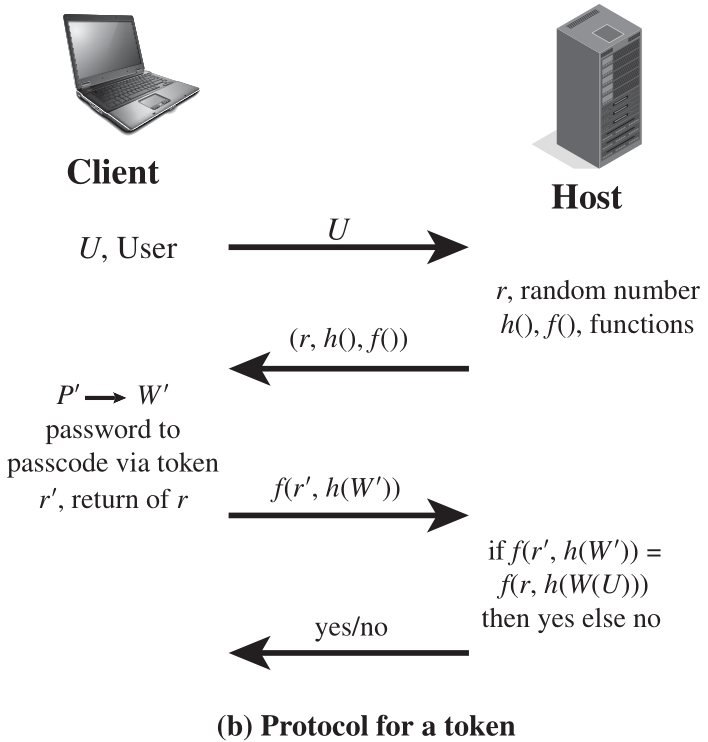 Client
Host
U, User
U
r, random number
h(), f(), functions
(r, h(), f())
P′ → W′
password to
passcode via token
r′, return of r
f(r′, h(W′))
if f(r′, h(W′)) =
f(r, h(W(U)))
then yes else no
yes/no
(b) Protocol for a token